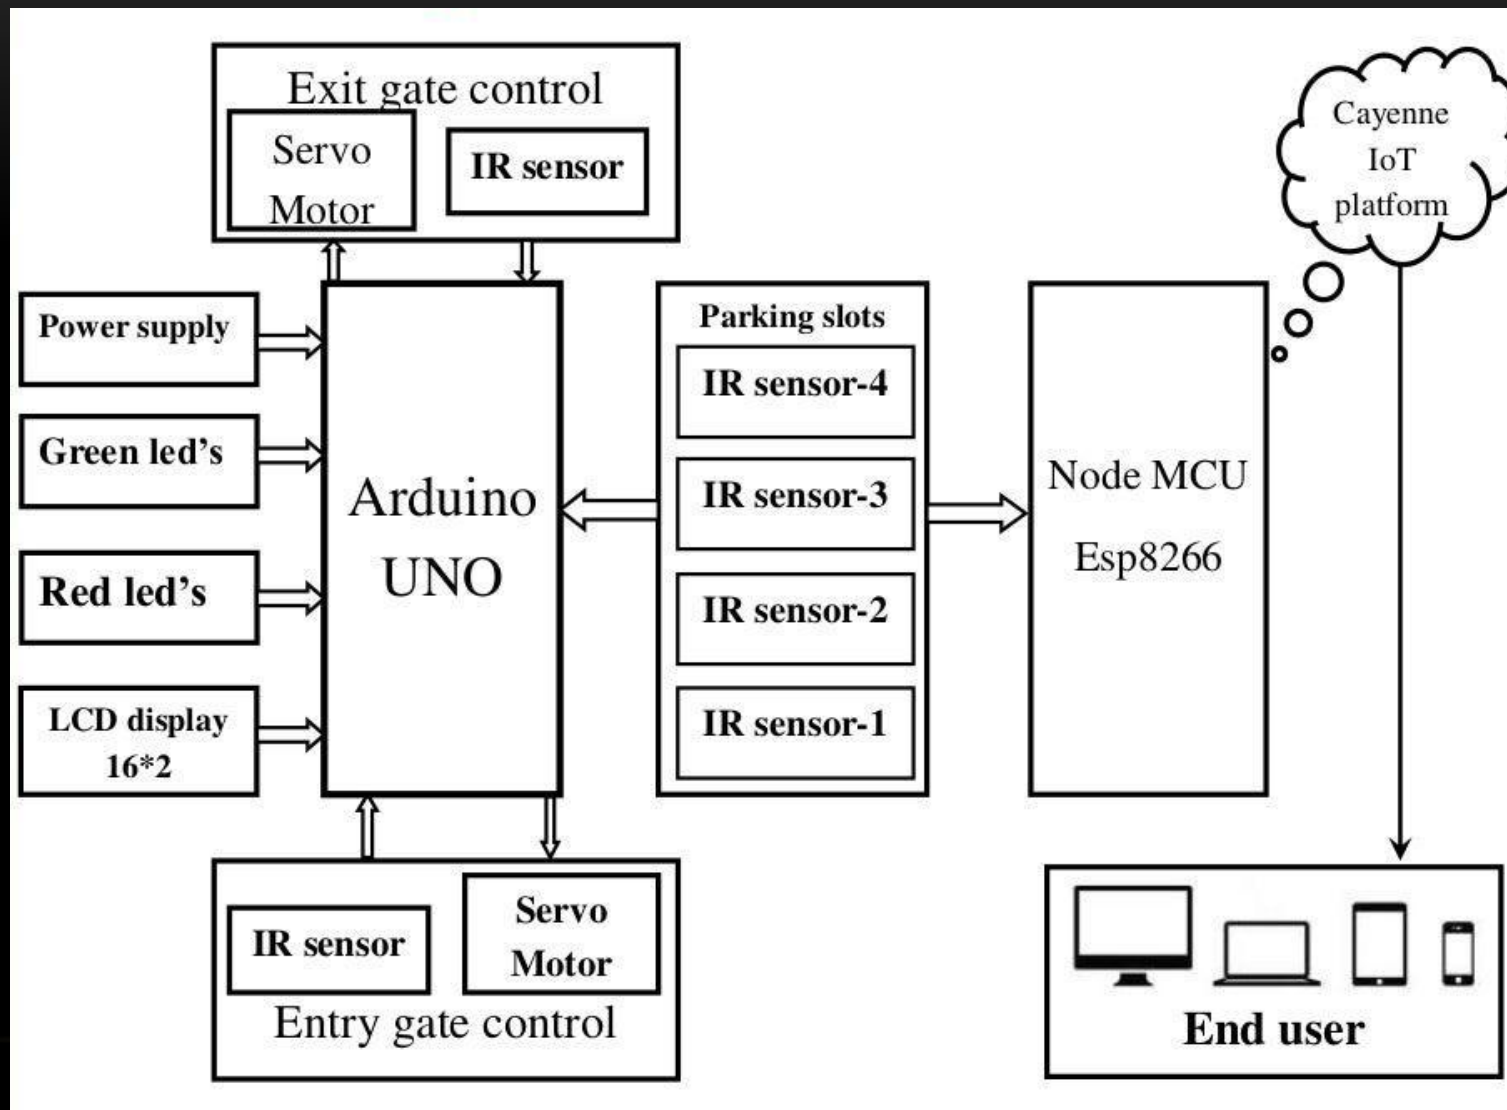 Exit gate control
Servo
Motor
IR sensor
Cayenne
IoT
platform
Power supply
Green led’s
Red led’s
LCD display
16*2
Arduino
UNO
Parking slots
IR sensor-4
IR sensor-3
IR sensor-2
IR sensor-1
Node MCU
Esp8266
IR sensor
Servo
Motor
Entry gate control
End user